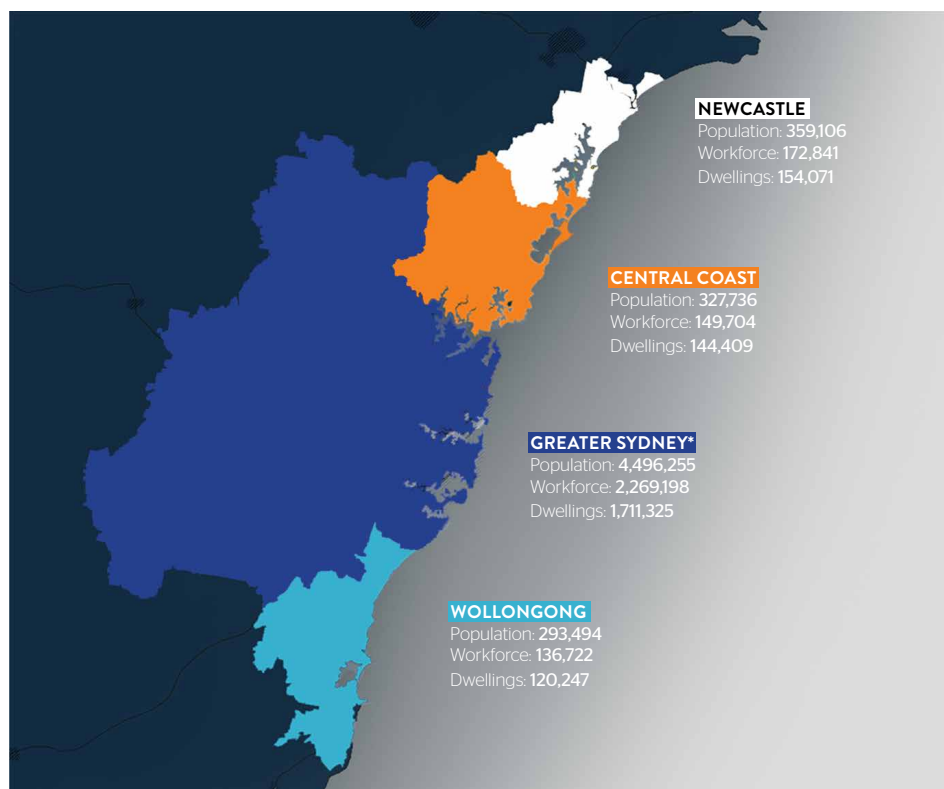 NEWCASTLE
Population: 359,106
Workforce: 172,841
Dwellings: 154,071
CENTRAL COAST
Population: 327,736
Workforce: 149,704
Dwellings: 144,409
GREATER SYDNEY*
Population: 4,496,255
Workforce: 2,269,198
Dwellings: 1,711,325
WOLLONGONG
Population: 293,494
Workforce: 136,722
Dwellings: 120,247